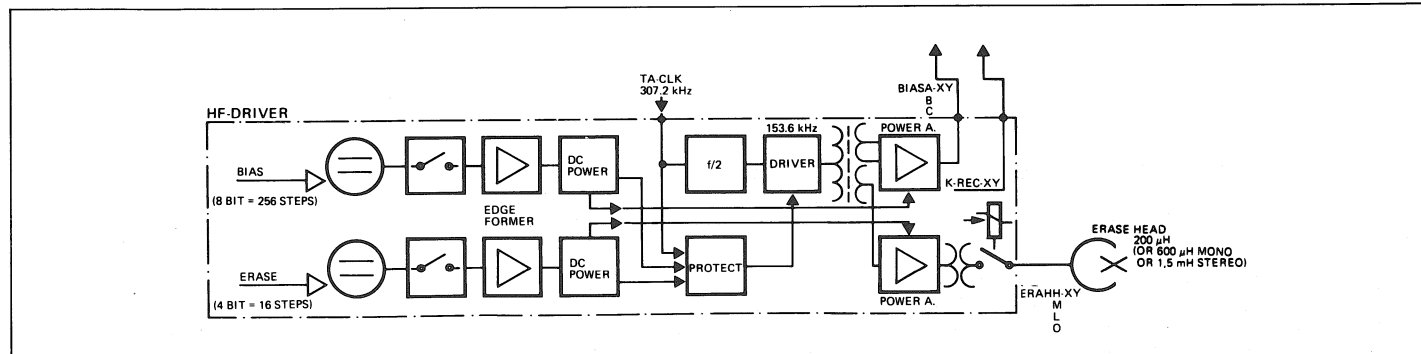 TA-CLK
307.2 kHz
BIASA-XY
B
C
HF-DRIVER
153.6 kHz
POWER A.
BIAS
(8 BIT = 256 STEPS)
DC
POWER
f/2
DRIVER
K-REC-XY
EDGE
FORMER
ERASE HEAD
200 µH
(OR 600 µH MONO
OR 1,5 mH STEREO)
ERASE
(4 BIT = 16 STEPS)
DC
POWER
PROTECT
POWER A.
ERAHH-XY
M
L
O